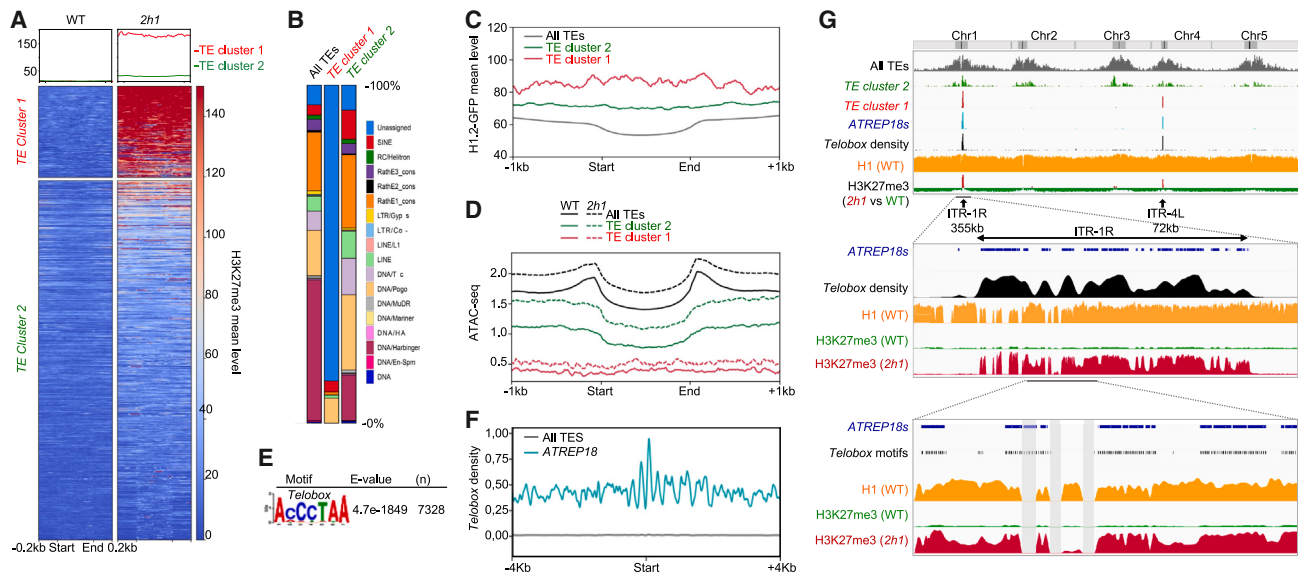 A
WT
2h1
150
50
TE cluster 1
TE cluster 2
TE Cluster 1
TE Cluster 2
140
120
100
80
60
40
20
0
H3K27me3 mean level
-0.2kb Start End 0.2kb
B
All TEs
TE cluster 1
TE cluster 2
-100%
-0%
Unassigned
SINE
RC/Helitron
RathE3_cons
RathE2_cons
RathE1_cons
LTR/Gyp s
LTR/Co -
LINE/L1
LINE
DNA/T c
DNA/Pogo
DNA/MuDR
DNA/Mariner
DNA/HA
DNA/Harbinger
DNA/En-Spm
DNA
C
H1.2-GFP mean level
120
100
80
60
40
All TEs
TE cluster 2
TE cluster 1
-1kb Start End +1kb
D
WT 2h1
All TEs
TE cluster 2
TE cluster 1
ATAC-seq
2.0
1.5
1.0
0.5
-1kb Start End +1kb
E
Motif E-value (n)
Telobox
ACCCTAA 4.7e-1849 7328
F
Telobox density
1,00
0,75
0,50
0,25
0,00
All TES
ATREP18
-4Kb Start +4Kb
G
Chr1 Chr2 Chr3 Chr4 Chr5
All TEs
TE cluster 2
TE cluster 1
ATREP18s
Telobox density
H1 (WT)
H3K27me3
(2h1 vs WT)
ITR-1R
355kb
ITR-4L
72kb
ITR-1R
ATREP18s
Telobox density
H1 (WT)
H3K27me3 (WT)
H3K27me3 (2h1)
ATREP18s
Telobox motifs
H1 (WT)
H3K27me3 (WT)
H3K27me3 (2h1)